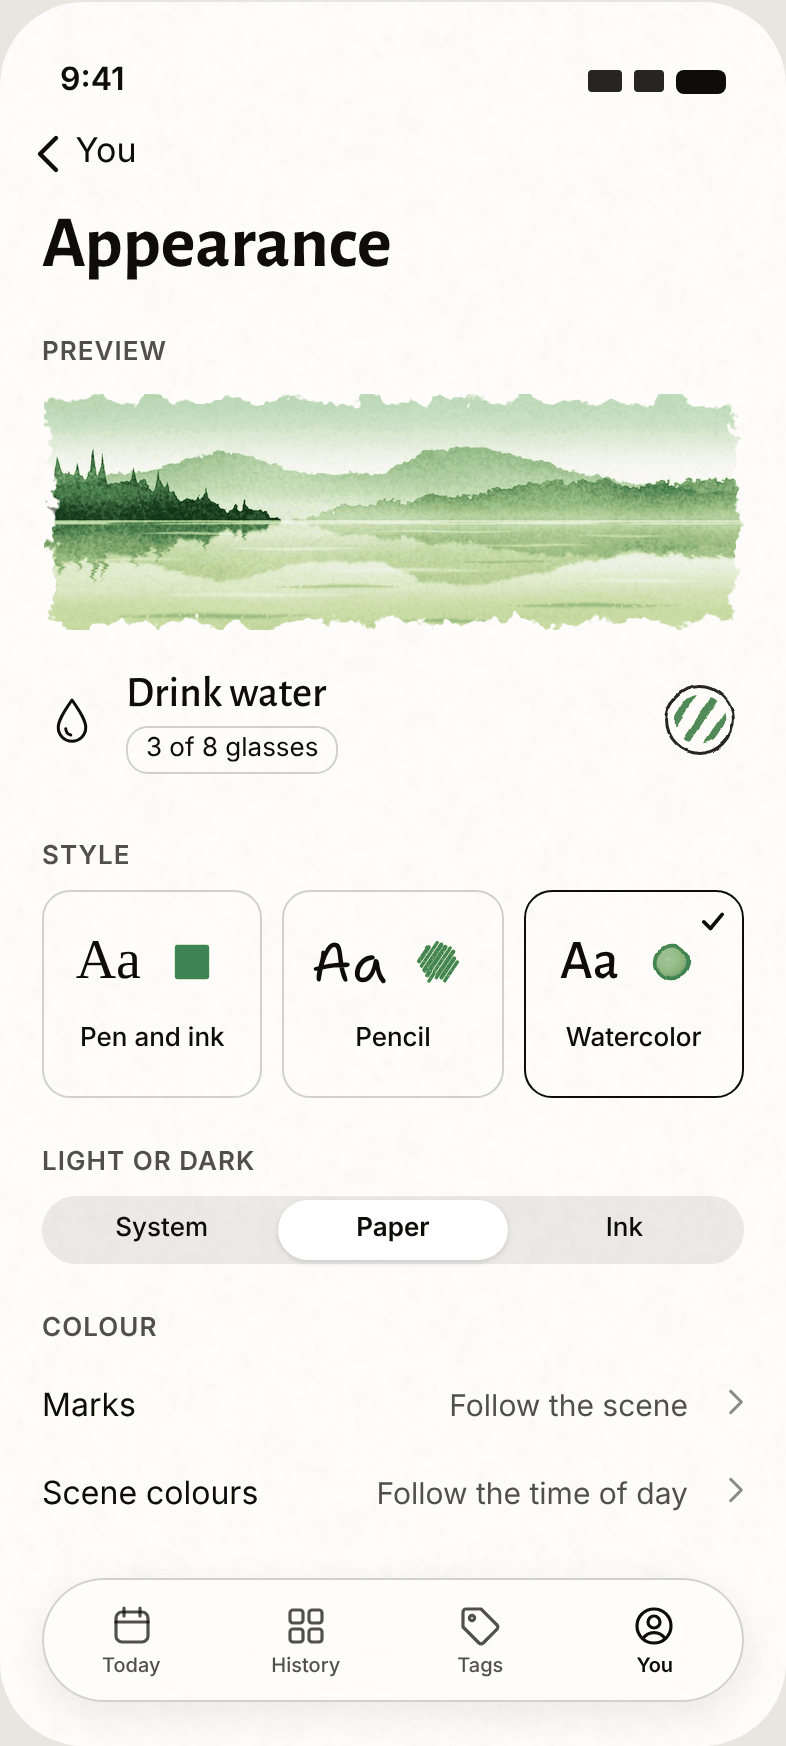 9:41
You
Appearance
PREVIEW
Drink water
3 of 8 glasses
STYLE
Aa
Aa
Aa
Pen and ink
Pencil
Watercolor
LIGHT OR DARK
System
Paper
Ink
COLOUR
Marks
Follow the scene
Scene colours
Follow the time of day
Today
History
Tags
You